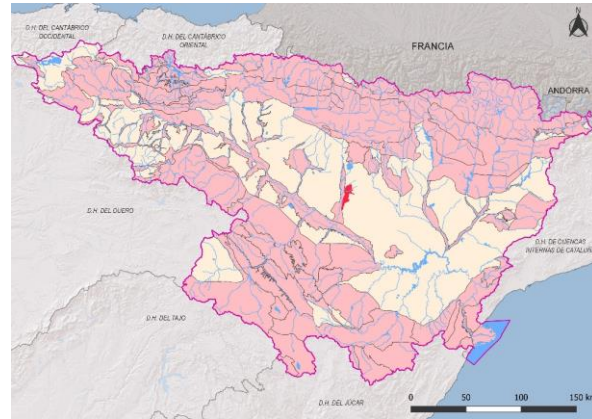 D.H. DEL CANTÁBRICO
OCCIDENTAL
D.H. DEL CANTÁBRICO
ORIENTAL
N
FRANCIA
ANDORRA
D.H. DEL DUERO
D.H. DE CUENCAS
INTERNAS DE CATALUÑ
D.H. DEL TAJO
D.H. DEL JÚCAR
0 50 100 150 km